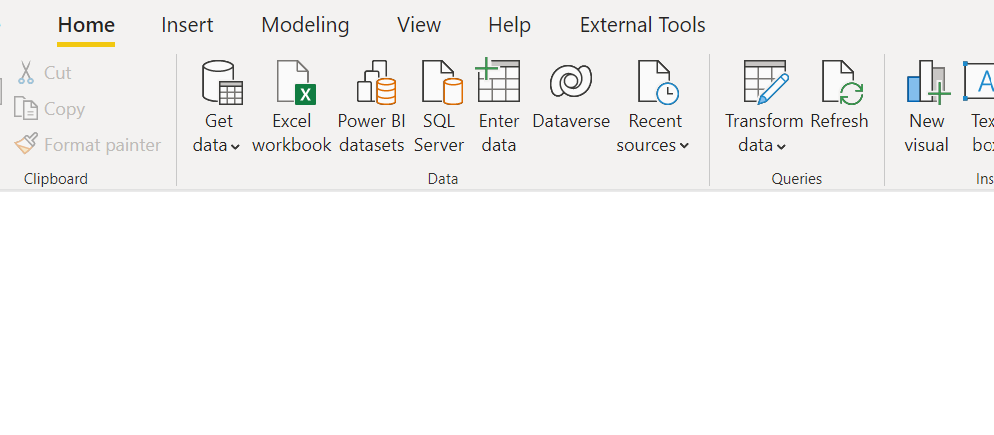 Home Insert Modeling View Help External Tools
Cut
Copy
Format painter
Clipboard
Get data
Excel workbook
Power BI datasets
SQL Server
Enter data
Dataverse
Recent sources
Data
Transform data
Refresh
Queries
New visual